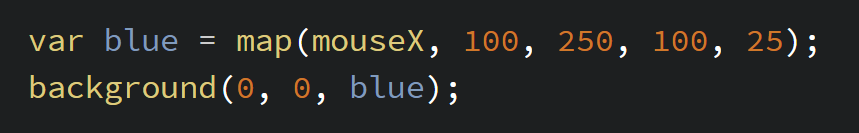 var blue = map(mouseX, 100, 250, 100, 25);
background(0, 0, blue);